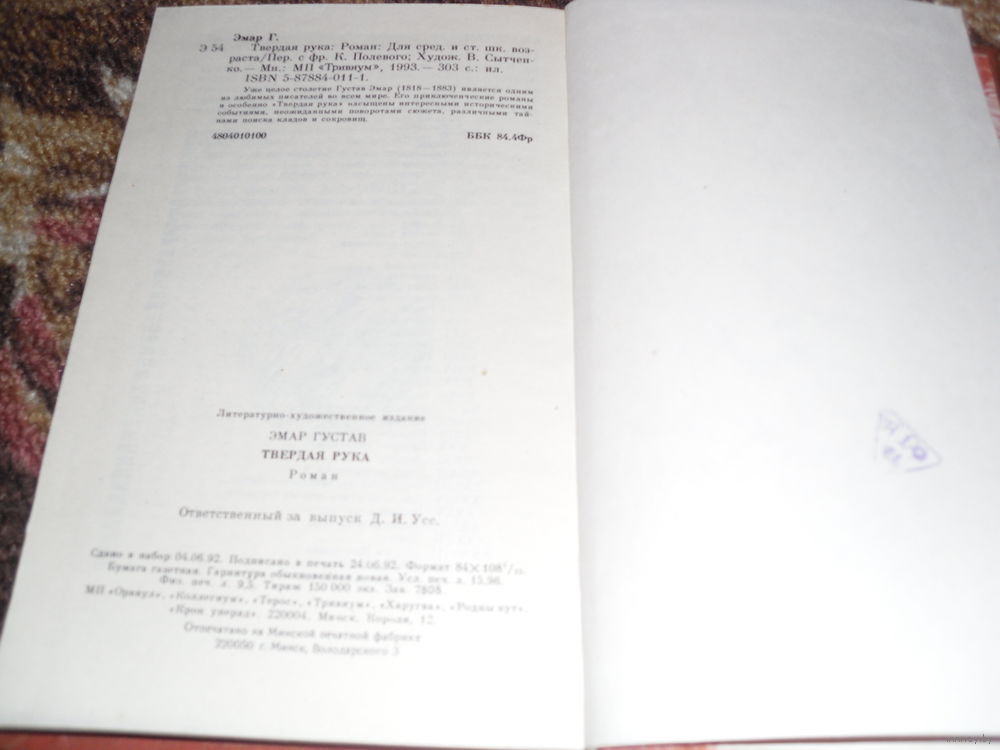 Эмар Г.
Э 54 Твердая рука: Роман: Для сред. и ст. шк. воз-
раста/Пер. с фр. К. Полевого; Худож. В. Сытчен-
ко.— Мн.: МП «Тривиум», 1993.— 303 с.: ил.
ISBN 5-87884-011-1.
Уже целое столетие Густав Эмар (1818—1883) является одним
из любимых писателей во всем мире. Его приключенческие романы
и особенно «Твердая рука» насыщены интересными историческими
событиями, неожиданными поворотами сюжета, различными тай-
нами поиска кладов и сокровищ.
4804010100 ББК 84.4Фр
Литературно-художественное издание
ЭМАР ГУСТАВ
ТВЕРДАЯ РУКА
Роман
Ответственный за выпуск Д. И. Усс.
Сдано в набор 04.06.92. Подписано в печать 24.06.92. Формат 84×108
Бумага газетная. Гарнитура обыкновенная новая. Усл. печ. л. 15,96.
Физ. печ. л. 9,5. Тираж 150 000 экз. Зак. 7808.
МП «Оракул», «Коллегиум», «Терос», «Тривиум», «Харугва», «Родны кут»,
220004. Минск. Короля, 12.
Отпечатано на Минской печатной фабрике
220050 г. Минск, Володарского 3